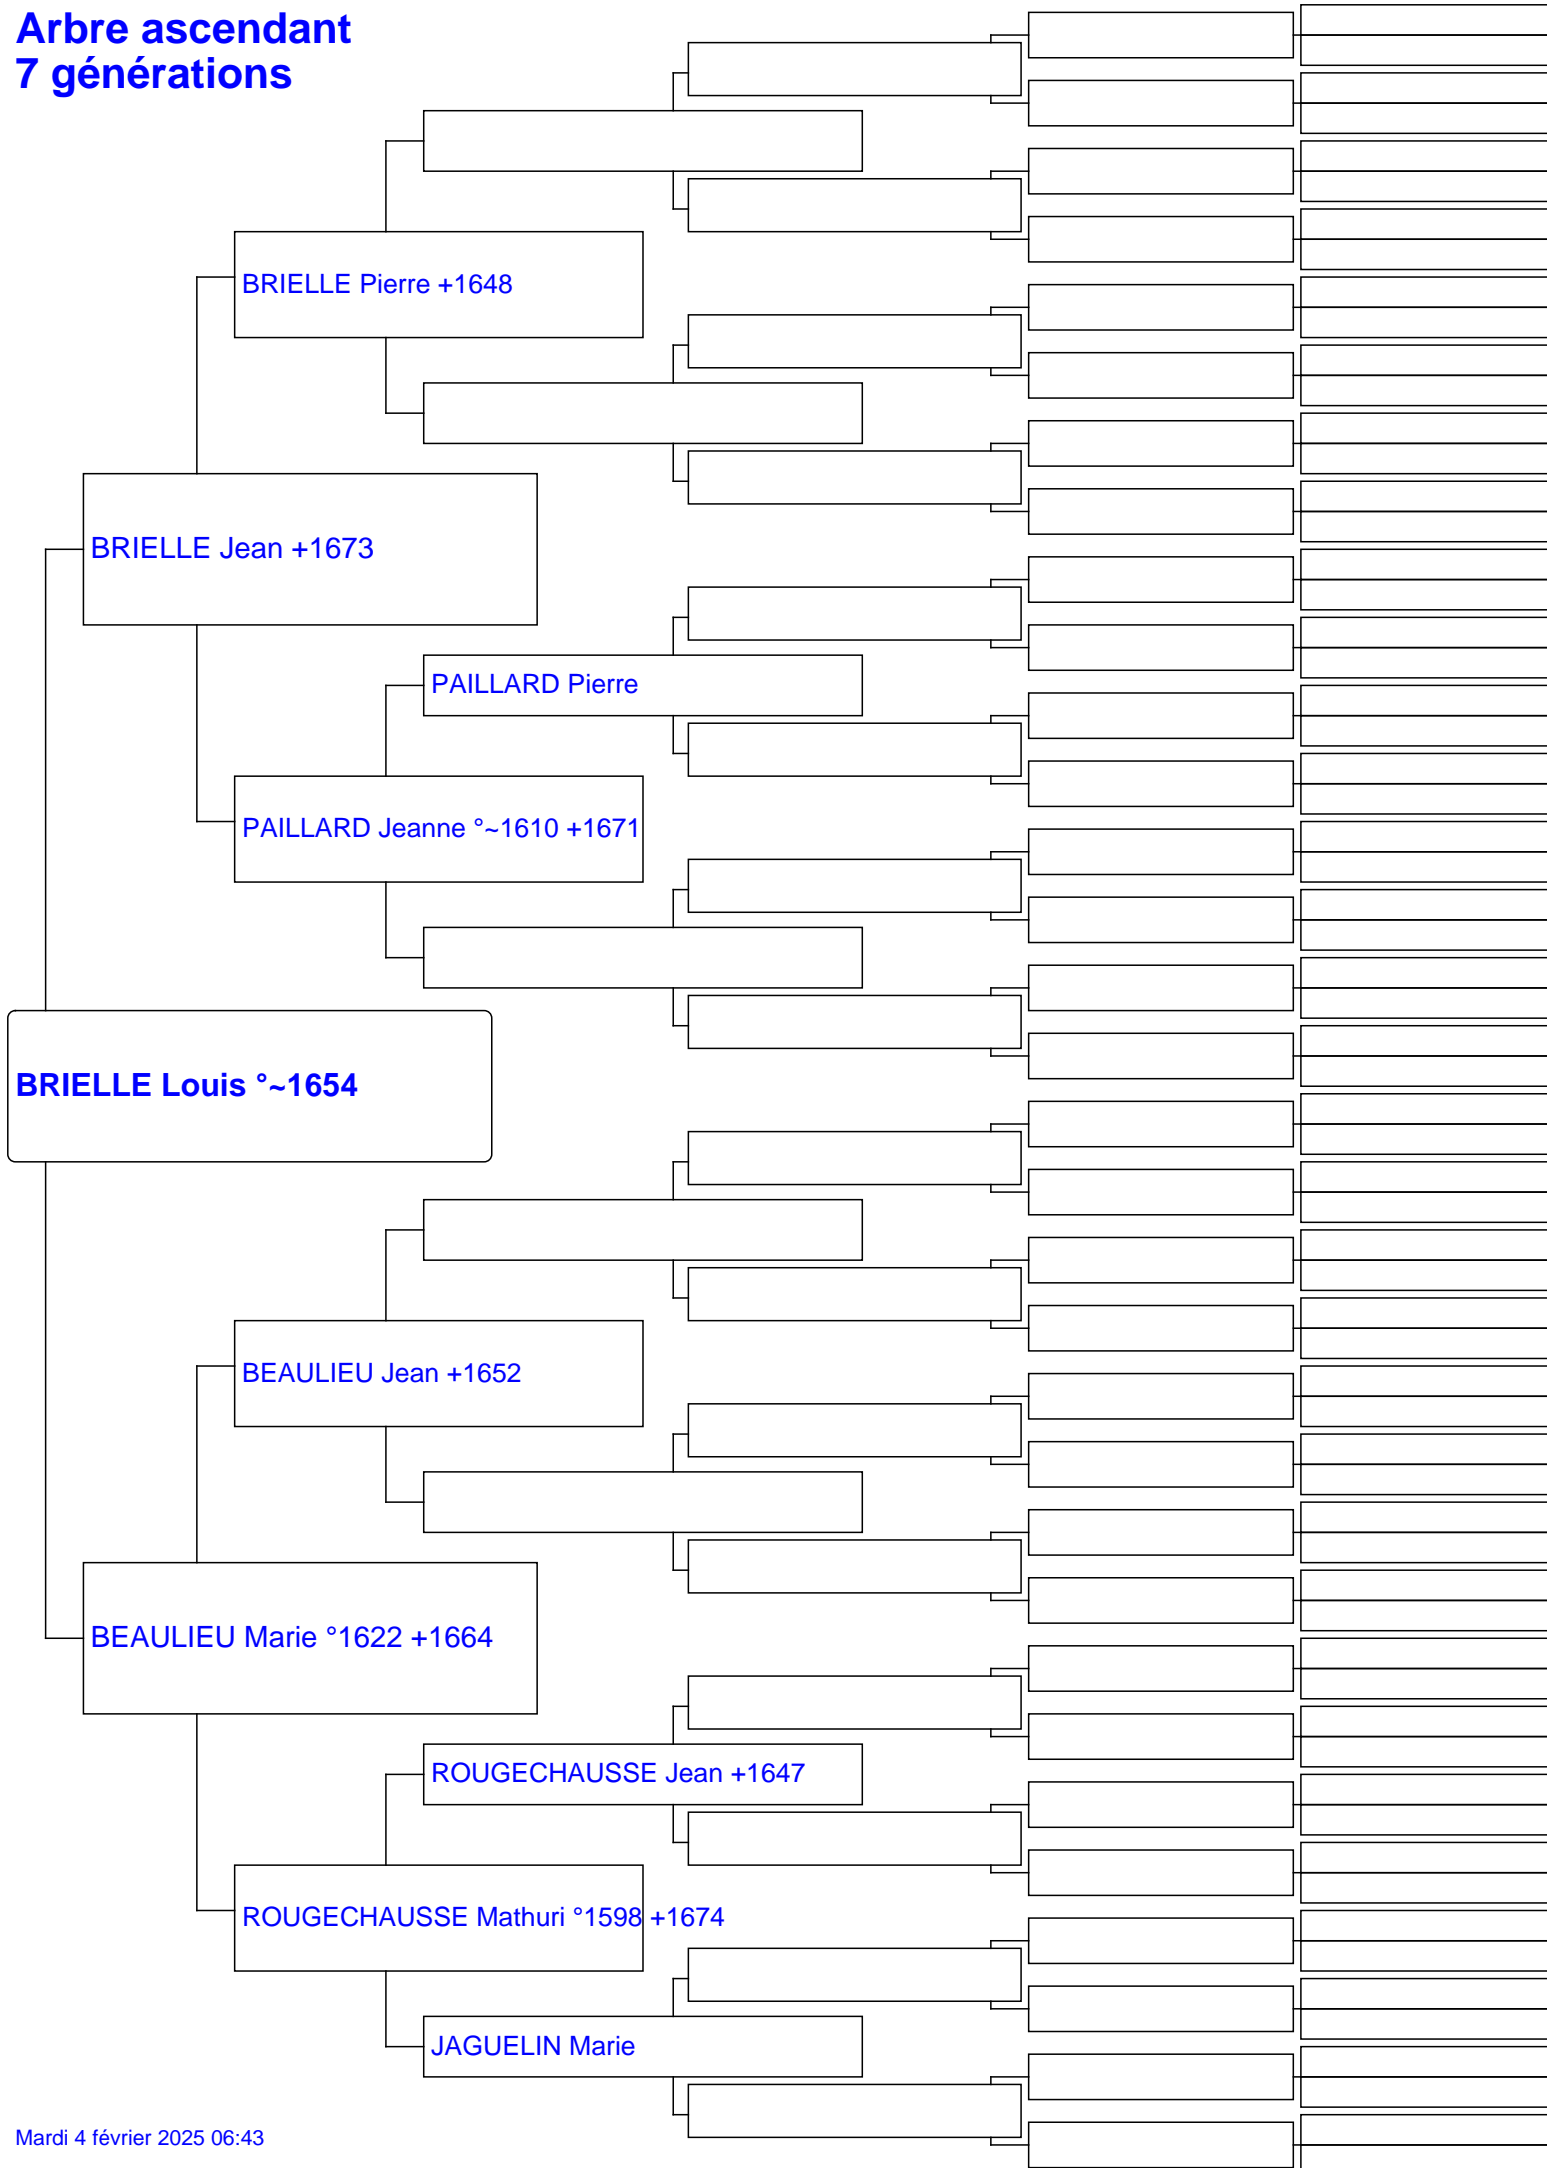 Arbre ascendant
7 générations
BRIELLE Pierre +1648
BRIELLE Jean +1673
PAILLARD Pierre
PAILLARD Jeanne °~1610 +1671
BRIELLE Louis °~1654
BEAULIEU Jean +1652
BEAULIEU Marie °1622 +1664
ROUGECHAUSSE Jean +1647
ROUGECHAUSSE Mathuri °1598 +1674
JAGUELIN Marie
Mardi 4 février 2025 06:43